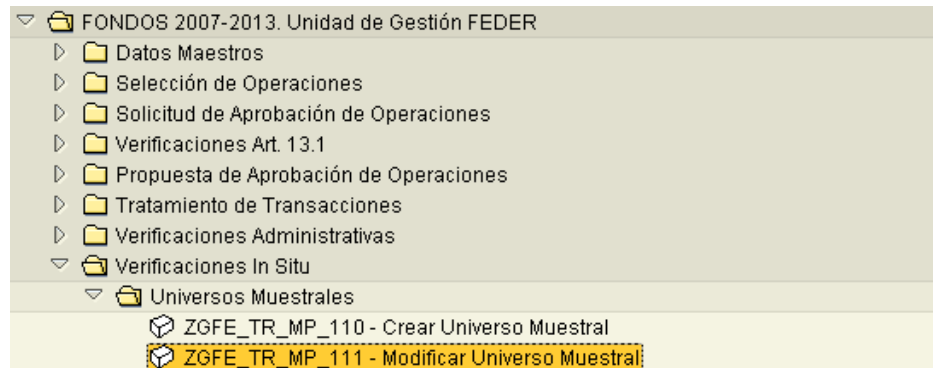 FONDOS 2007-2013. Unidad de Gestión FEDER
Datos Maestros
Selección de Operaciones
Solicitud de Aprobación de Operaciones
Verificaciones Art. 13.1
Propuesta de Aprobación de Operaciones
Tratamiento de Transacciones
Verificaciones Administrativas
Verificaciones In Situ
Universos Muestrales
ZGFE_TR_MP_110 - Crear Universo Muestral
ZGFE_TR_MP_111 - Modificar Universo Muestral